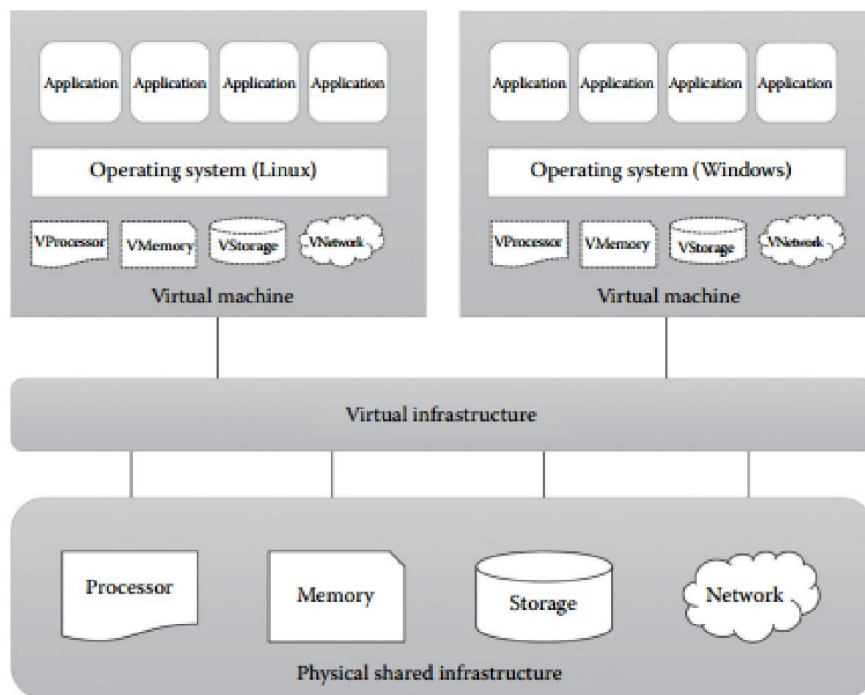 Application Application Application Application
Application Application Application Application
Operating system (Linux)
Operating system (Windows)
VProcessor VMemory VStorage VNetwork
VProcessor VMemory VStorage VNetwork
Virtual machine
Virtual machine
Virtual infrastructure
Processor
Memory
Storage
Network
Physical shared infrastructure